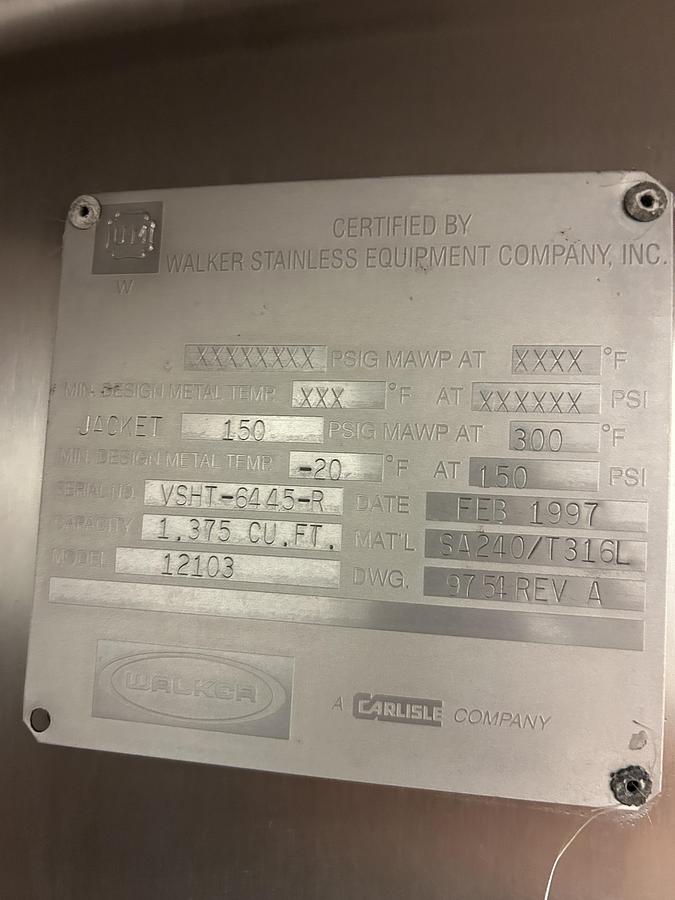 UM
W
CERTIFIED BY
WALKER STAINLESS EQUIPMENT COMPANY, INC.
XXXXXXXX PSIG MAWP AT XXXX °F
MIN. DESIGN METAL TEMP. XXX °F AT XXXXXX PSI
JACKET 150 PSIG MAWP AT 300 °F
MIN. DESIGN METAL TEMP. -20 °F AT 150 PSI
SERIAL NO. VSHT-6445-R DATE FEB 1997
CAPACITY 1,375 CU.FT. MAT'L SA240/T316L
MODEL 12103 DWG. 9754 REV A
WALKER
A CARLISLE COMPANY